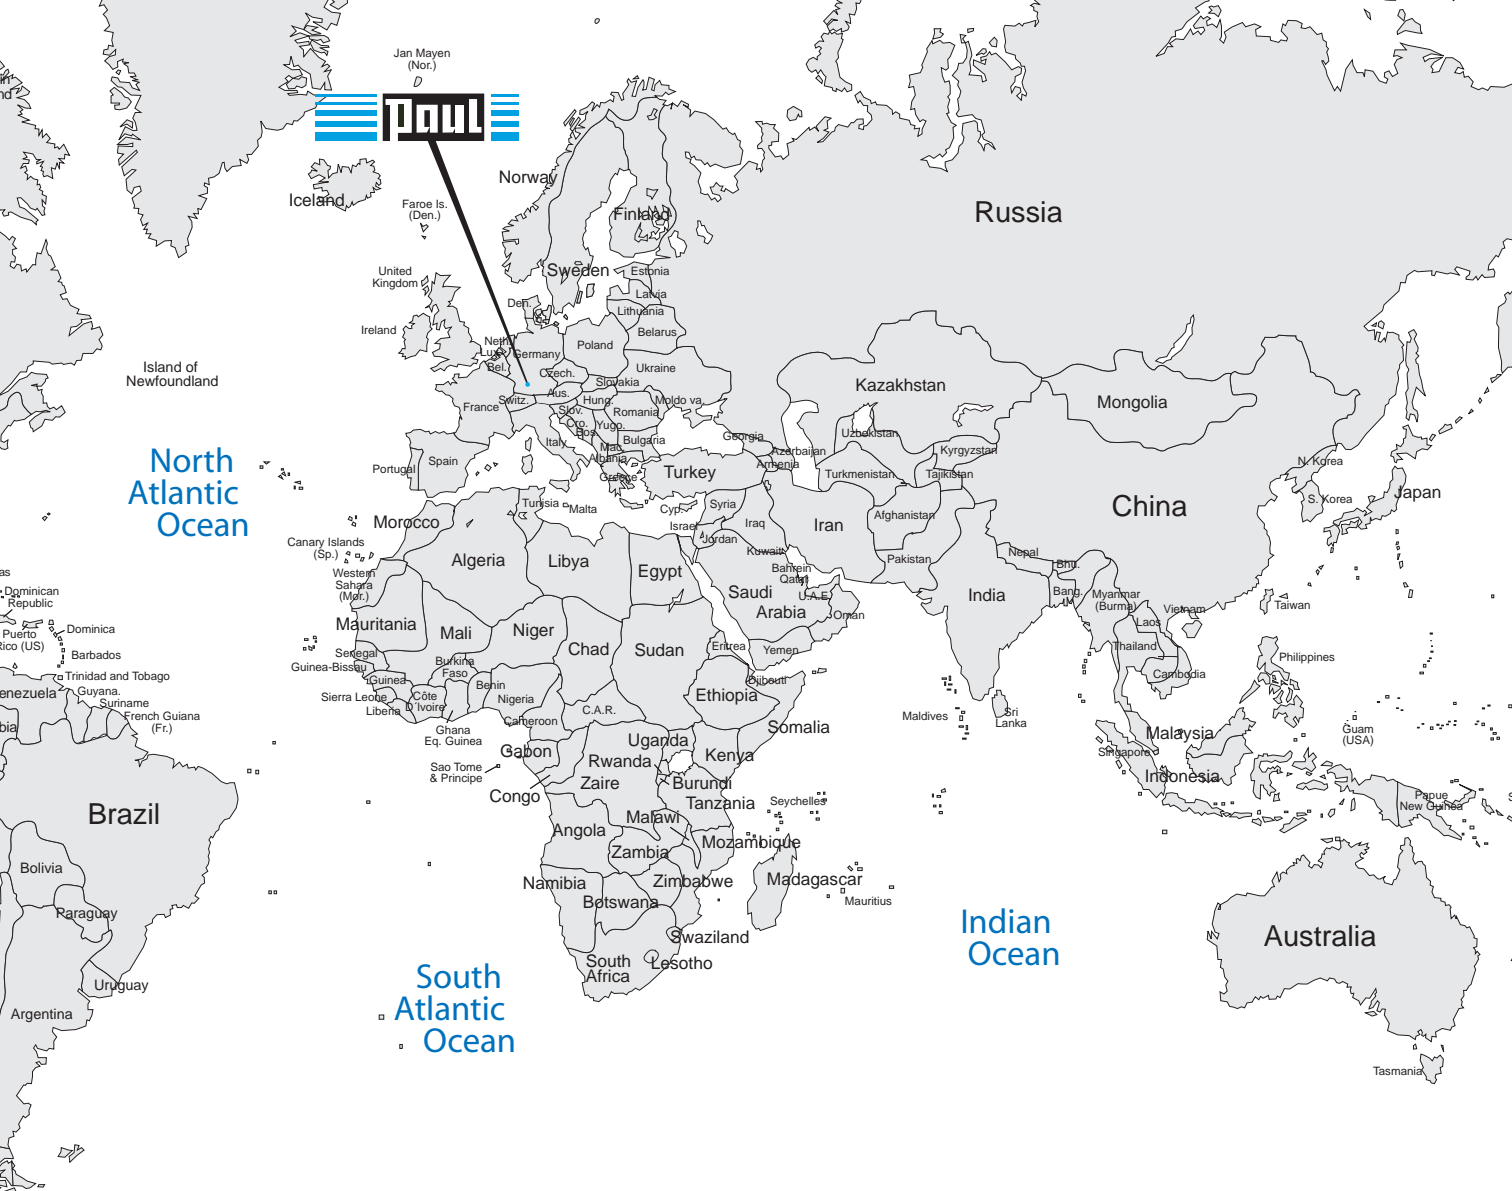 Jan Mayen
(Nor.)
Paul
Iceland
Faroe Is.
(Den.)
Norway
Finland
Sweden
Russia
United
Kingdom
Ireland
Den.
Estonia
Latvia
Lithuania
Belarus
Neth.
Lux.
Bel.
Germany
Poland
Czech.
Slovakia
Ukraine
Island of
Newfoundland
France
Switz.
Aus.
Hung.
Moldo va.
Slov.
Romania
Cro.
Bos.
Yugo.
Italy
Bulgaria
Mac.
Albania
Greece
Portugal
Spain
Turkey
Georgia
Armenia
Azerbaijan
Kazakhstan
Uzbekistan
Turkmenistan
Kyrgyzstan
Tajikistan
Mongolia
China
N. Korea
S. Korea
Japan
North
Atlantic
Ocean
Morocco
Tunisia
Malta
Cyp.
Syria
Israel
Jordan
Iraq
Kuwait
Iran
Afghanistan
Pakistan
Nepal
Bhu.
Bang.
India
Myanmar
(Burma)
Vietnam
Laos
Thailand
Cambodia
Taiwan
Philippines
Canary Islands
(Sp.)
Western
Sahara
(Mor.)
Algeria
Libya
Egypt
Saudi
Arabia
Bahrein
Qatar
U.A.E.
Oman
Yemen
as
Dominican
Republic
Puerto
Rico (US)
Dominica
Barbados
Trinidad and Tobago
enezuela
Guyana.
Suriname
French Guiana
(Fr.)
bia
Mauritania
Mali
Niger
Chad
Sudan
Eritrea
Djibouti
Ethiopia
Somalia
Senegal
Guinea-Bissau
Guinea
Sierra Leone
Liberia
Côte
D´Ivoire
Burkina
Faso
Benin
Nigeria
Ghana
Eq. Guinea
Cameroon
C.A.R.
Sao Tome
& Principe
Gabon
Congo
Uganda
Rwanda
Zaire
Kenya
Burundi
Tanzania
Seychelles
Malawi
Angola
Zambia
Mozambique
Namibia
Zimbabwe
Botswana
Madagascar
Mauritius
Swaziland
South
Africa
Lesotho
Maldives
Sri
Lanka
Malaysia
Singapore
Indonesia
Guam
(USA)
Papue
New Guinea
Brazil
Bolivia
Paraguay
Uruguay
Argentina
South
Atlantic
Ocean
Indian
Ocean
Australia
Tasmania